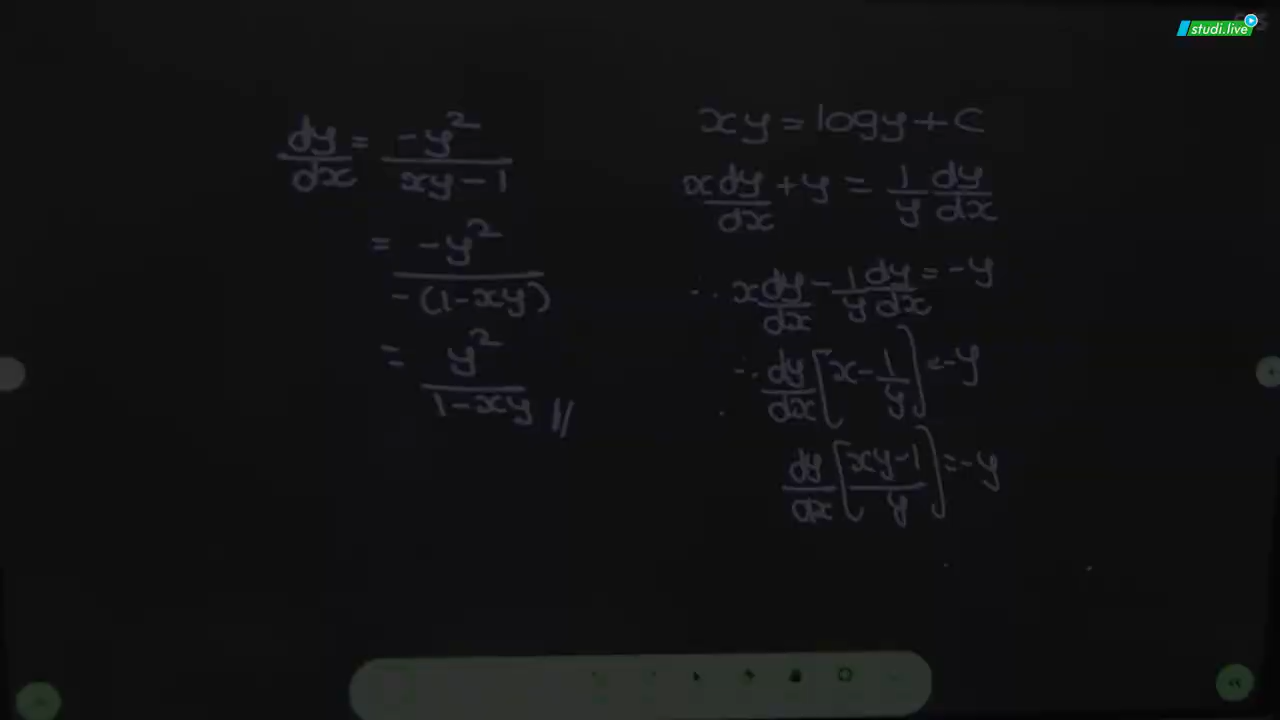 xy = logy + C
x dy/dx + y = 1/y dy/dx
∴ x dy/dx - 1/y dy/dx = -y
∴ dy/dx [x - 1/y] = -y
dy/dx [xy-1/y] = -y
dy/dx = -y²/xy-1
= -y²/-(1-xy)
= y²/1-xy //
studi.live